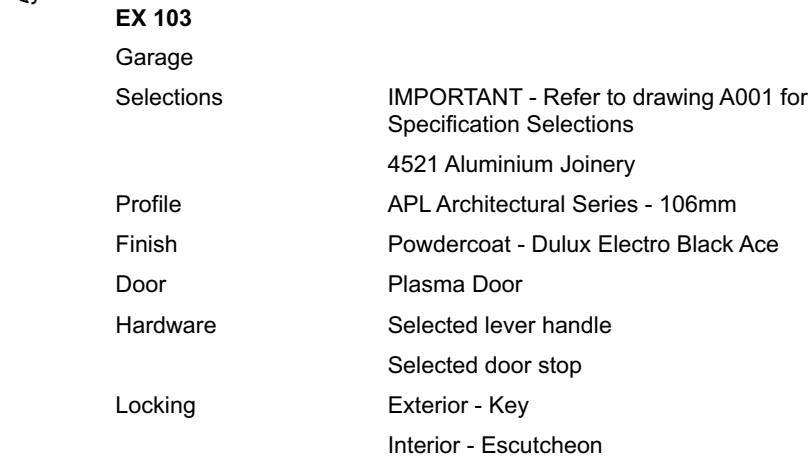 EX 103
Garage
Selections IMPORTANT - Refer to drawing A001 for
Specification Selections
4521 Aluminium Joinery
Profile APL Architectural Series - 106mm
Finish Powdercoat - Dulux Electro Black Ace
Door Plasma Door
Hardware Selected lever handle
Selected door stop
Locking Exterior - Key
Interior - Escutcheon